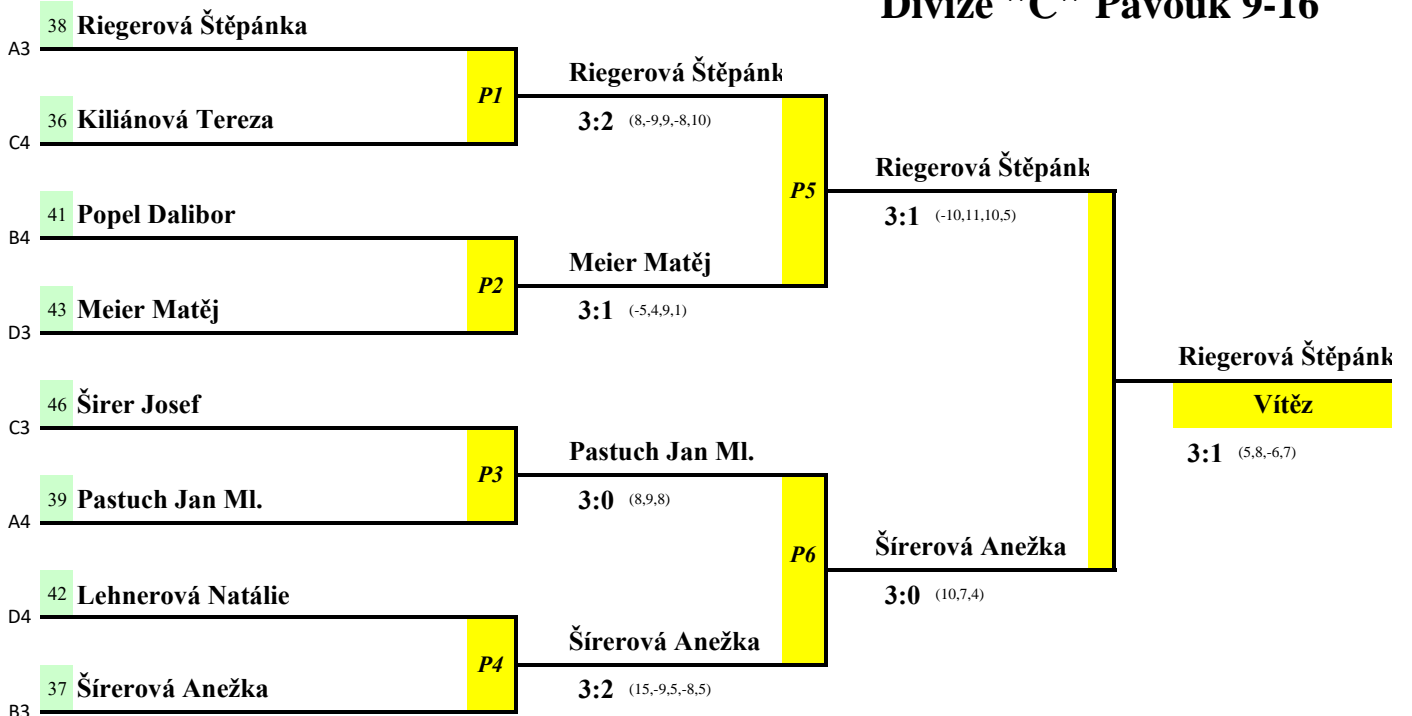 Divize "C" Pavouk 9-16
38 Riegerová Štěpánka
A3
Riegerová Štěpánk
P1
36 Kiliánová Tereza
3:2 (8,-9,9,-8,10)
C4
Riegerová Štěpánk
P5
41 Popel Dalibor
3:1 (-10,11,10,5)
B4
Meier Matěj
P2
43 Meier Matěj
3:1 (-5,4,9,1)
D3
Riegerová Štěpánk
46 Širer Josef
Vítěz
C3
Pastuch Jan Ml.
3:1 (5,8,-6,7)
P3
39 Pastuch Jan Ml.
3:0 (8,9,8)
A4
Šírerová Anežka
P6
42 Lehnerová Natálie
3:0 (10,7,4)
D4
Šírerová Anežka
P4
37 Šírerová Anežka
3:2 (15,-9,5,-8,5)
B3